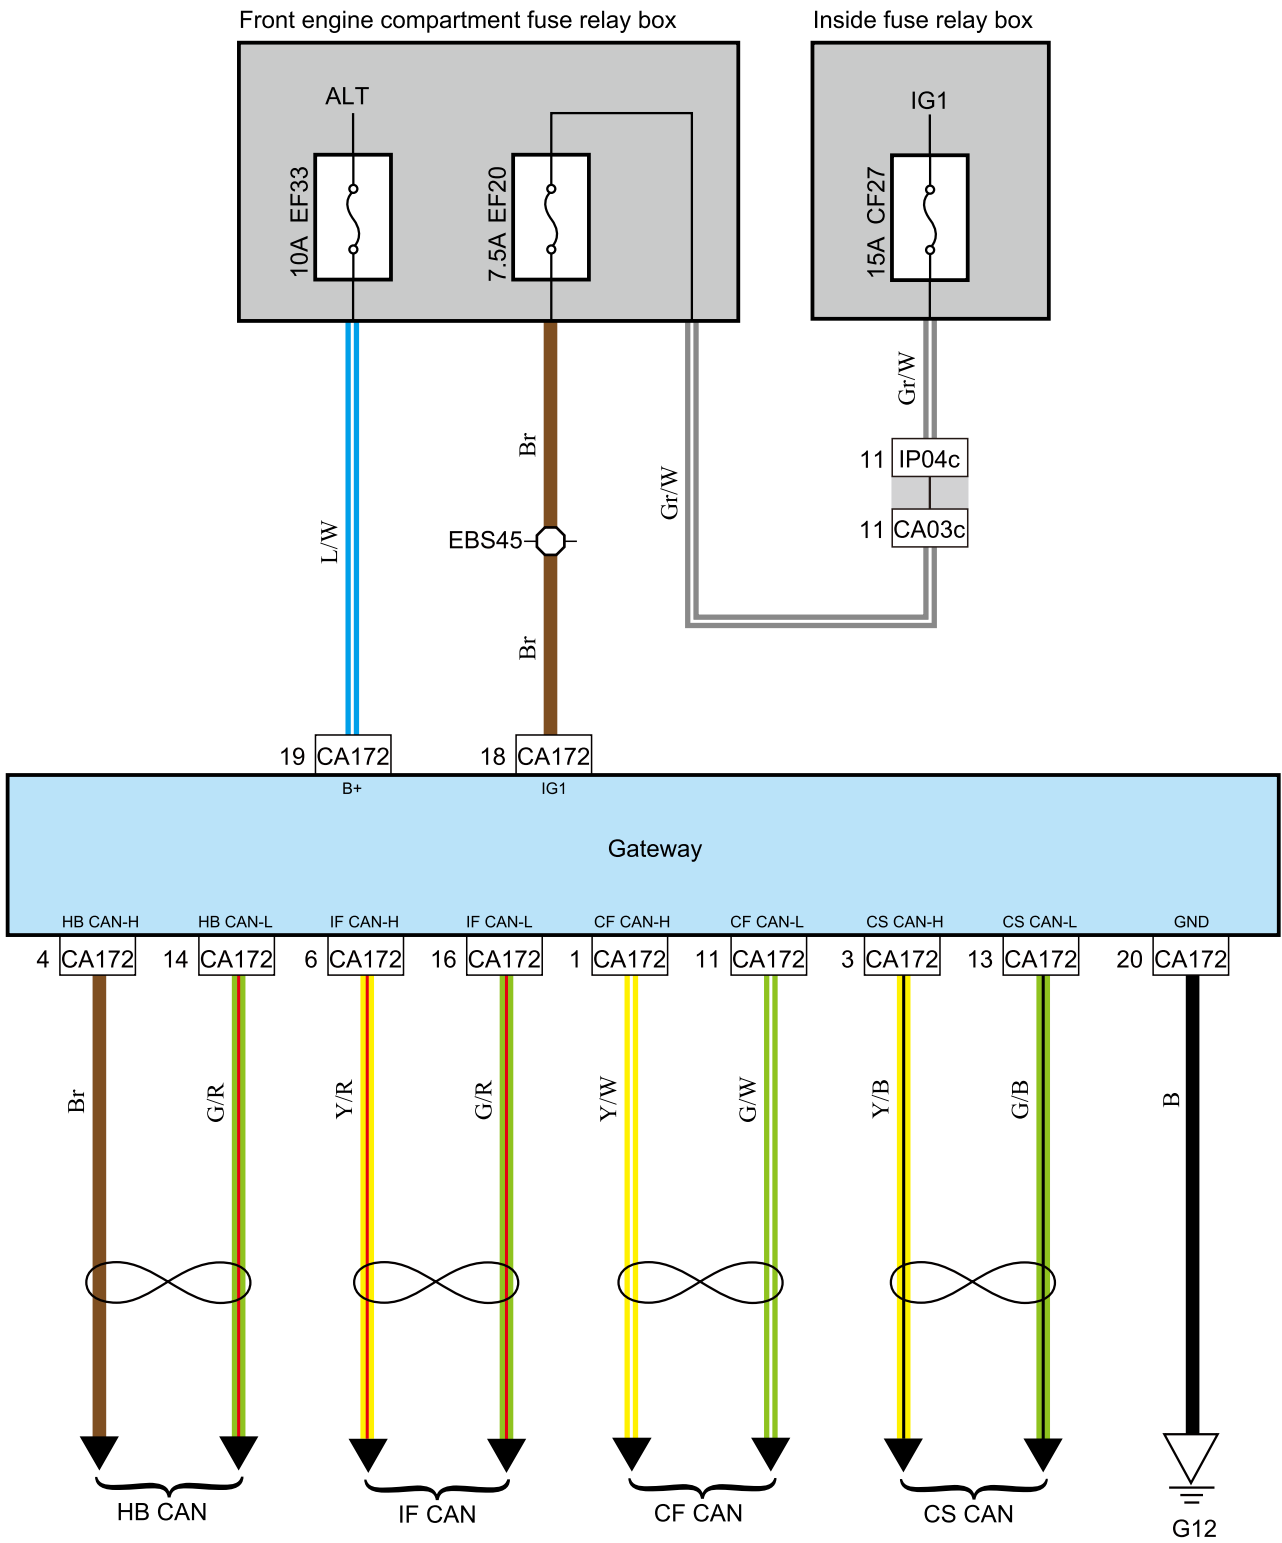 Front engine compartment fuse relay box
Inside fuse relay box
ALT
IG1
10A EF33
7.5A EF20
15A CF27
Gr/W
Br
11 IP04c
Gr/W
11 CA03c
L/W
EBS45
Br
19 CA172
18 CA172
B+
IG1
Gateway
HB CAN-H
HB CAN-L
IF CAN-H
IF CAN-L
CF CAN-H
CF CAN-L
CS CAN-H
CS CAN-L
GND
4 CA172
14 CA172
6 CA172
16 CA172
1 CA172
11 CA172
3 CA172
13 CA172
20 CA172
Br
G/R
Y/R
G/R
Y/W
G/W
Y/B
G/B
B
HB CAN
IF CAN
CF CAN
CS CAN
G12